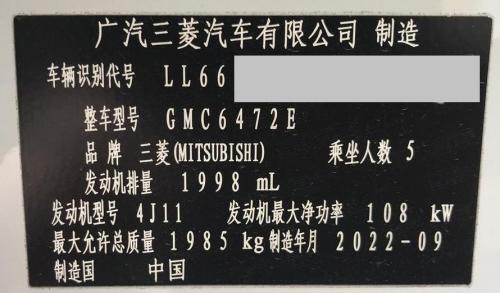 广汽三菱汽车有限公司 制造
车辆识别代号 LL66
整车型号 GMC6472E
品牌 三菱(MITSUBISHI) 乘坐人数 5
发动机排量 1998 mL
发动机型号 4J11 发动机最大净功率 108 kW
最大允许总质量 1985 kg 制造年月 2022-09
制造国 中国